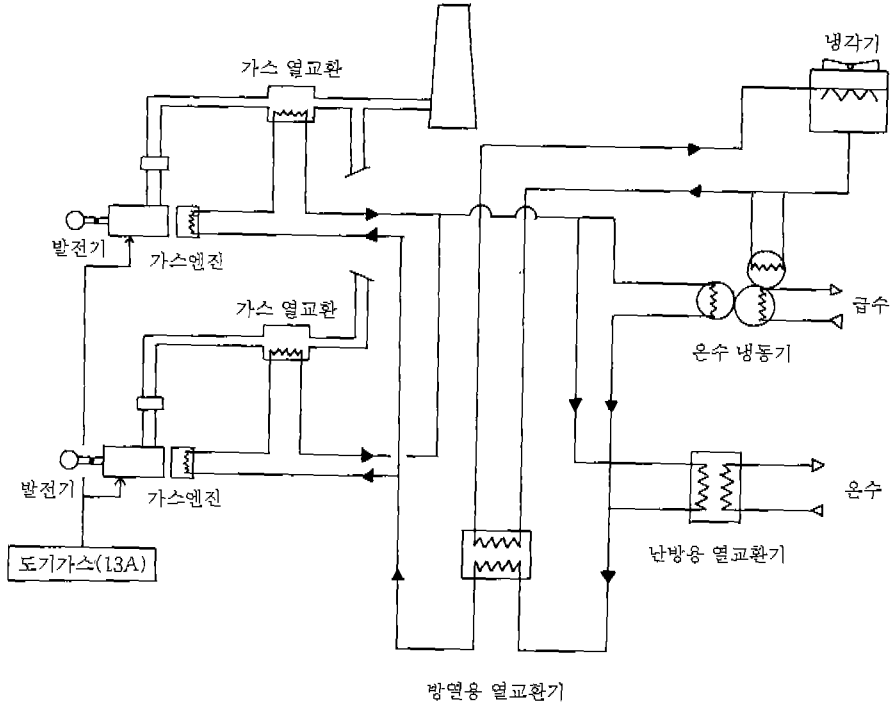 냉각기
가스 열교환
발전기
가스엔진
급수
가스 열교환
온수 냉동기
발전기
가스엔진
온수
도기가스(13A)
난방용 열교환기
방열용 열교환기